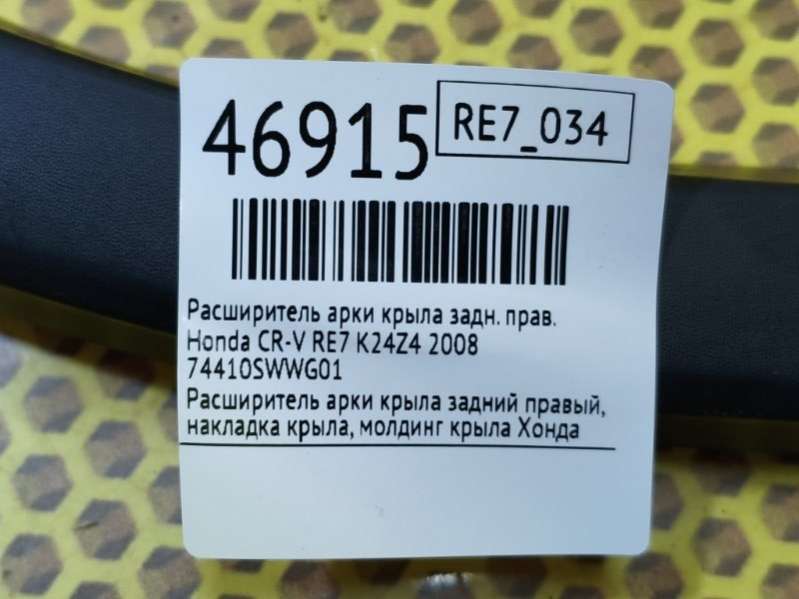 46915 RE7_034
Расширитель арки крыла задн. прав.
Honda CR-V RE7 K24Z4 2008
74410SWWG01
Расширитель арки крыла задний правый,
накладка крыла, молдинг крыла Хонда